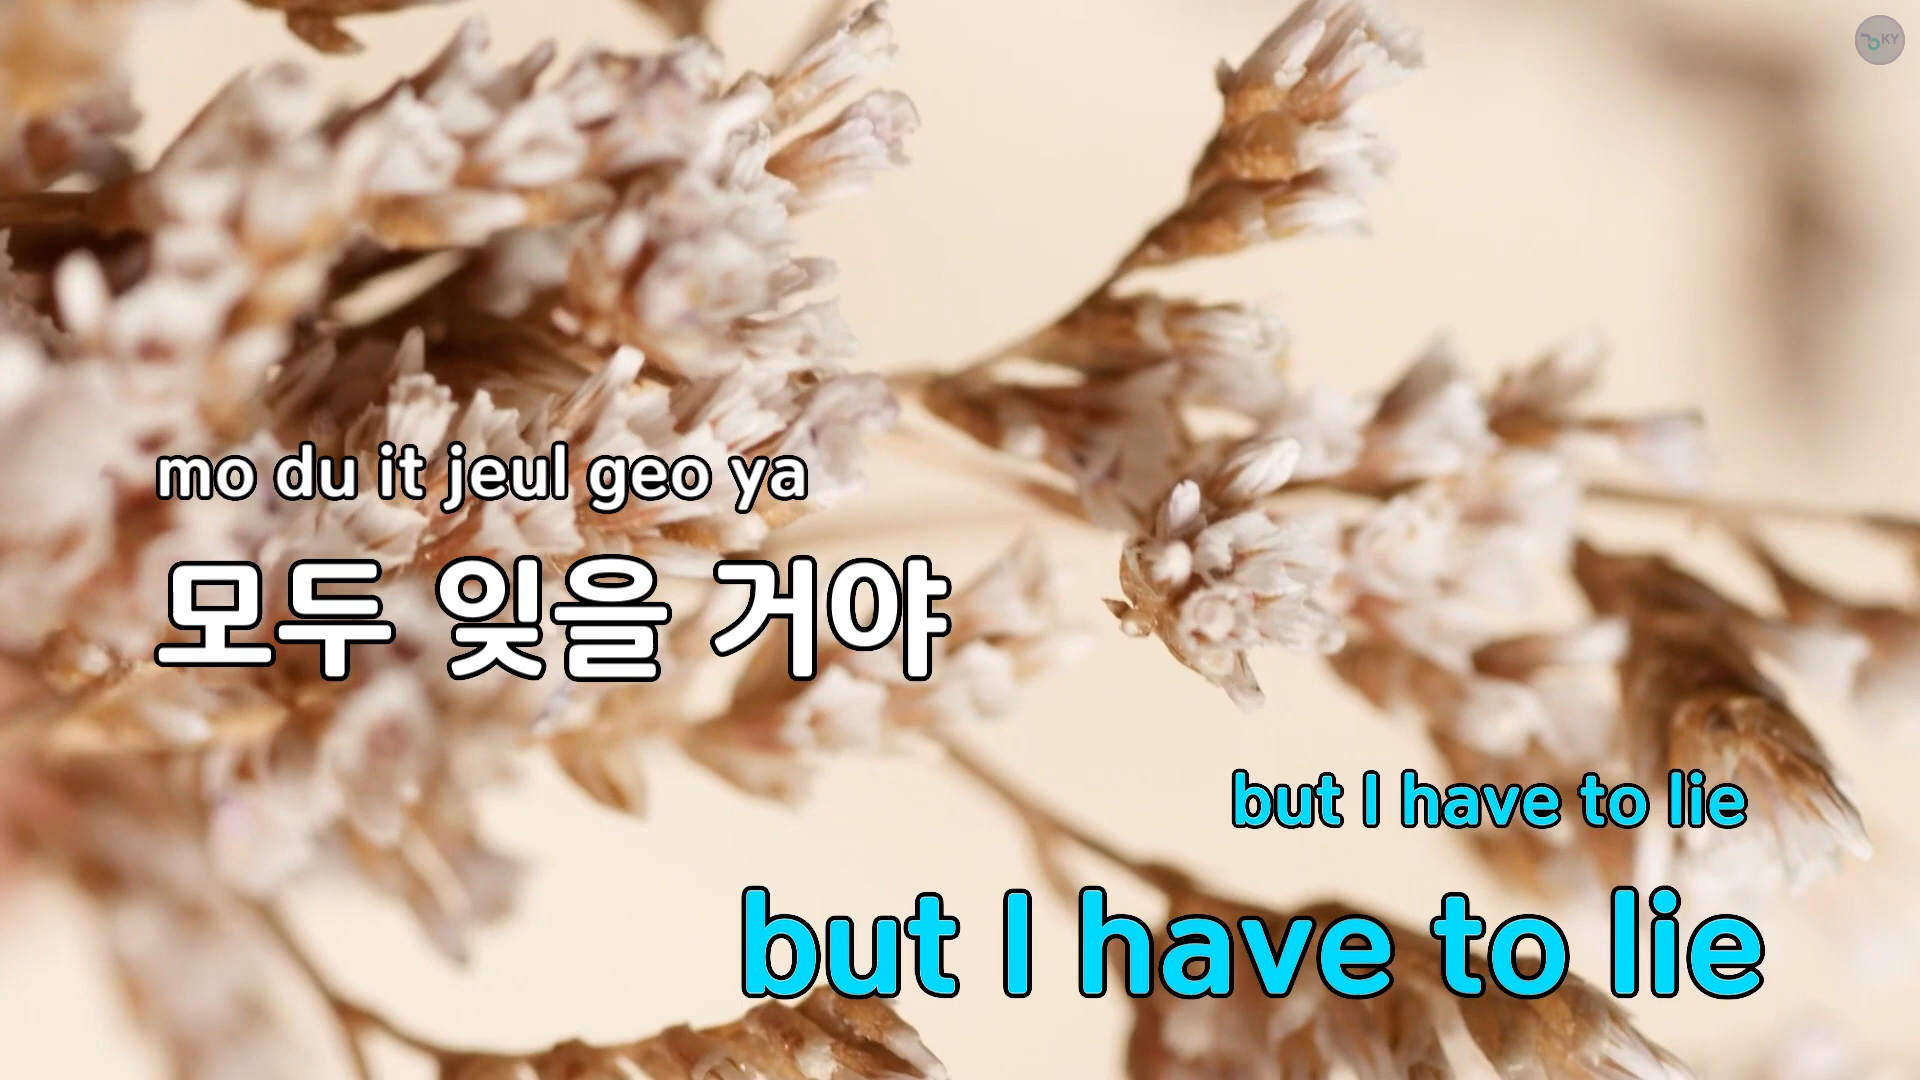 KY
mo du it jeul geo ya
모두 잊을 거야
but I have to lie
but I have to lie